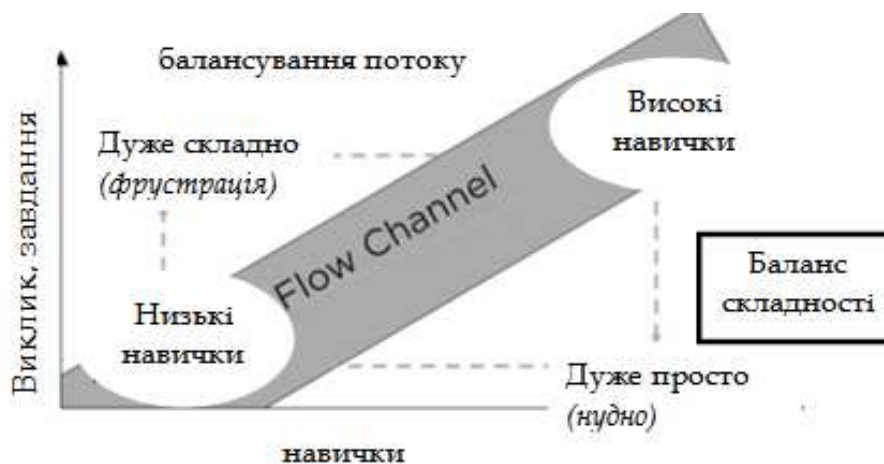 балансування потоку
Виклик, завдання
Дуже складно
(фрустрація)
Високі
навички
Flow Channel
Баланс
складності
Низькі
навички
Дуже просто
(нудно)
навички